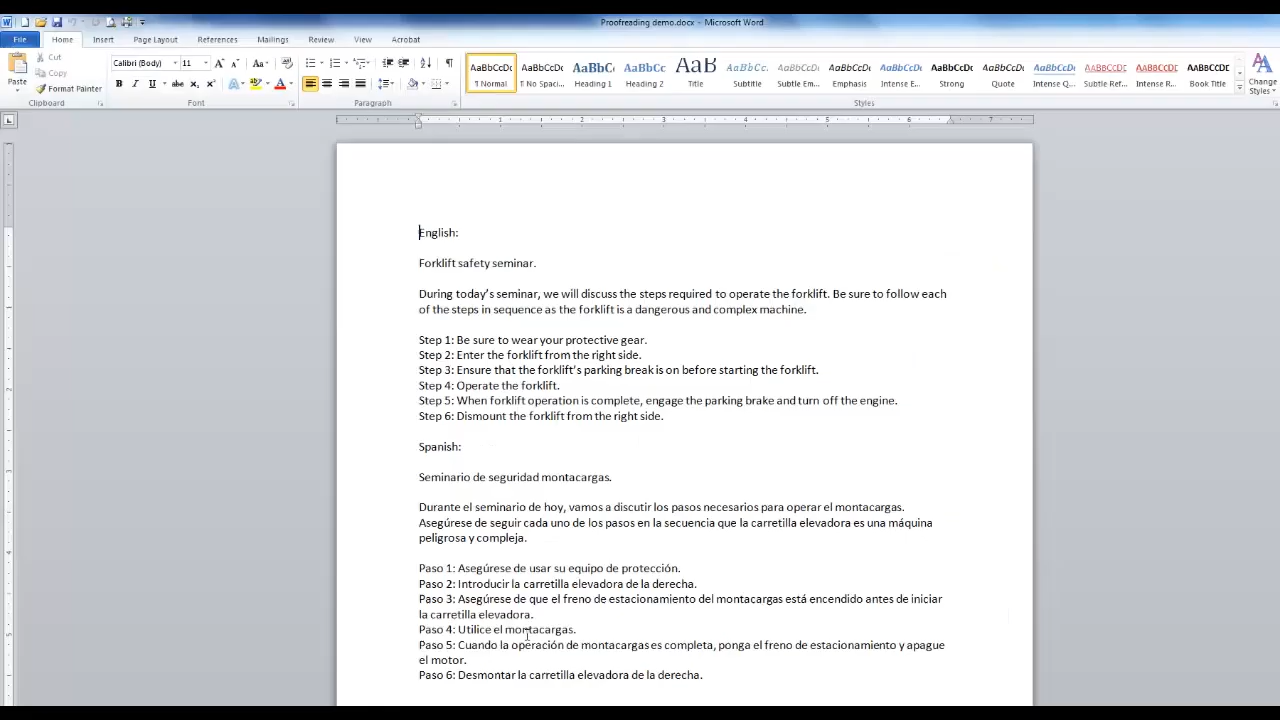 Proofreading demo.docx – Microsoft Word
File Home Insert Page Layout References Mailings Review View Acrobat
Paste
Cut
Copy
Format Painter
Clipboard
Calibri (Body) 11
Font
Paragraph
AaBbCcDc AaBbCcDc AaBbC AaBbCc AaB AaBbCc. AaBbCcDc AaBbCcDc AaBbCcDc AaBbCcDc AaBbCcDc AaBbCcDc AaBbCcDc AaBbCcDc
¶ Normal ¶ No Spaci... Heading 1 Heading 2 Title Subtitle Subtle Em... Emphasis Intense E... Strong Quote Intense Q... Subtle Ref... Intense R... Book Title
Change Styles
Styles
1 2 3 4 5 6 7
English:
Forklift safety seminar.
During today’s seminar, we will discuss the steps required to operate the forklift. Be sure to follow each
of the steps in sequence as the forklift is a dangerous and complex machine.
Step 1: Be sure to wear your protective gear.
Step 2: Enter the forklift from the right side.
Step 3: Ensure that the forklift’s parking break is on before starting the forklift.
Step 4: Operate the forklift.
Step 5: When forklift operation is complete, engage the parking brake and turn off the engine.
Step 6: Dismount the forklift from the right side.
Spanish:
Seminario de seguridad montacargas.
Durante el seminario de hoy, vamos a discutir los pasos necesarios para operar el montacargas.
Asegúrese de seguir cada uno de los pasos en la secuencia que la carretilla elevadora es una máquina
peligrosa y compleja.
Paso 1: Asegúrese de usar su equipo de protección.
Paso 2: Introducir la carretilla elevadora de la derecha.
Paso 3: Asegúrese de que el freno de estacionamiento del montacargas está encendido antes de iniciar
la carretilla elevadora.
Paso 4: Utilice el montacargas.
Paso 5: Cuando la operación de montacargas es completa, ponga el freno de estacionamiento y apague
el motor.
Paso 6: Desmontar la carretilla elevadora de la derecha.